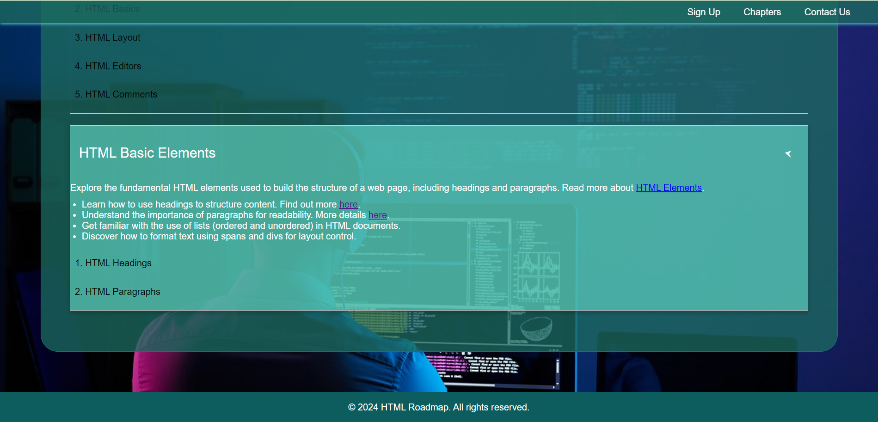 Sign Up Chapters Contact Us
2. HTML Basics
3. HTML Layout
4. HTML Editors
5. HTML Comments
HTML Basic Elements
Explore the fundamental HTML elements used to build the structure of a web page, including headings and paragraphs. Read more about HTML Elements.
Learn how to use headings to structure content. Find out more here.
Understand the importance of paragraphs for readability. More details here.
Get familiar with the use of lists (ordered and unordered) in HTML documents.
Discover how to format text using spans and divs for layout control.
1. HTML Headings
2. HTML Paragraphs
© 2024 HTML Roadmap. All rights reserved.